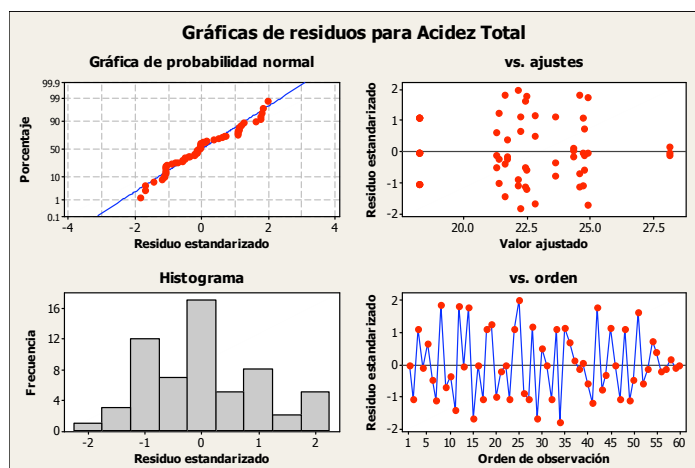 Gráficas de residuos para Acidez Total
Gráfica de probabilidad normal
Porcentaje
99.9
99
90
50
10
1
0.1
-4 -2 0 2 4
Residuo estandarizado
vs. ajustes
Residuo estandarizado
2
1
0
-1
-2
20.0 22.5 25.0 27.5
Valor ajustado
Histograma
Frecuencia
16
12
8
4
0
-2 -1 0 1 2
Residuo estandarizado
vs. orden
Residuo estandarizado
2
1
0
-1
-2
1 5 10 15 20 25 30 35 40 45 50 55 60
Orden de observación